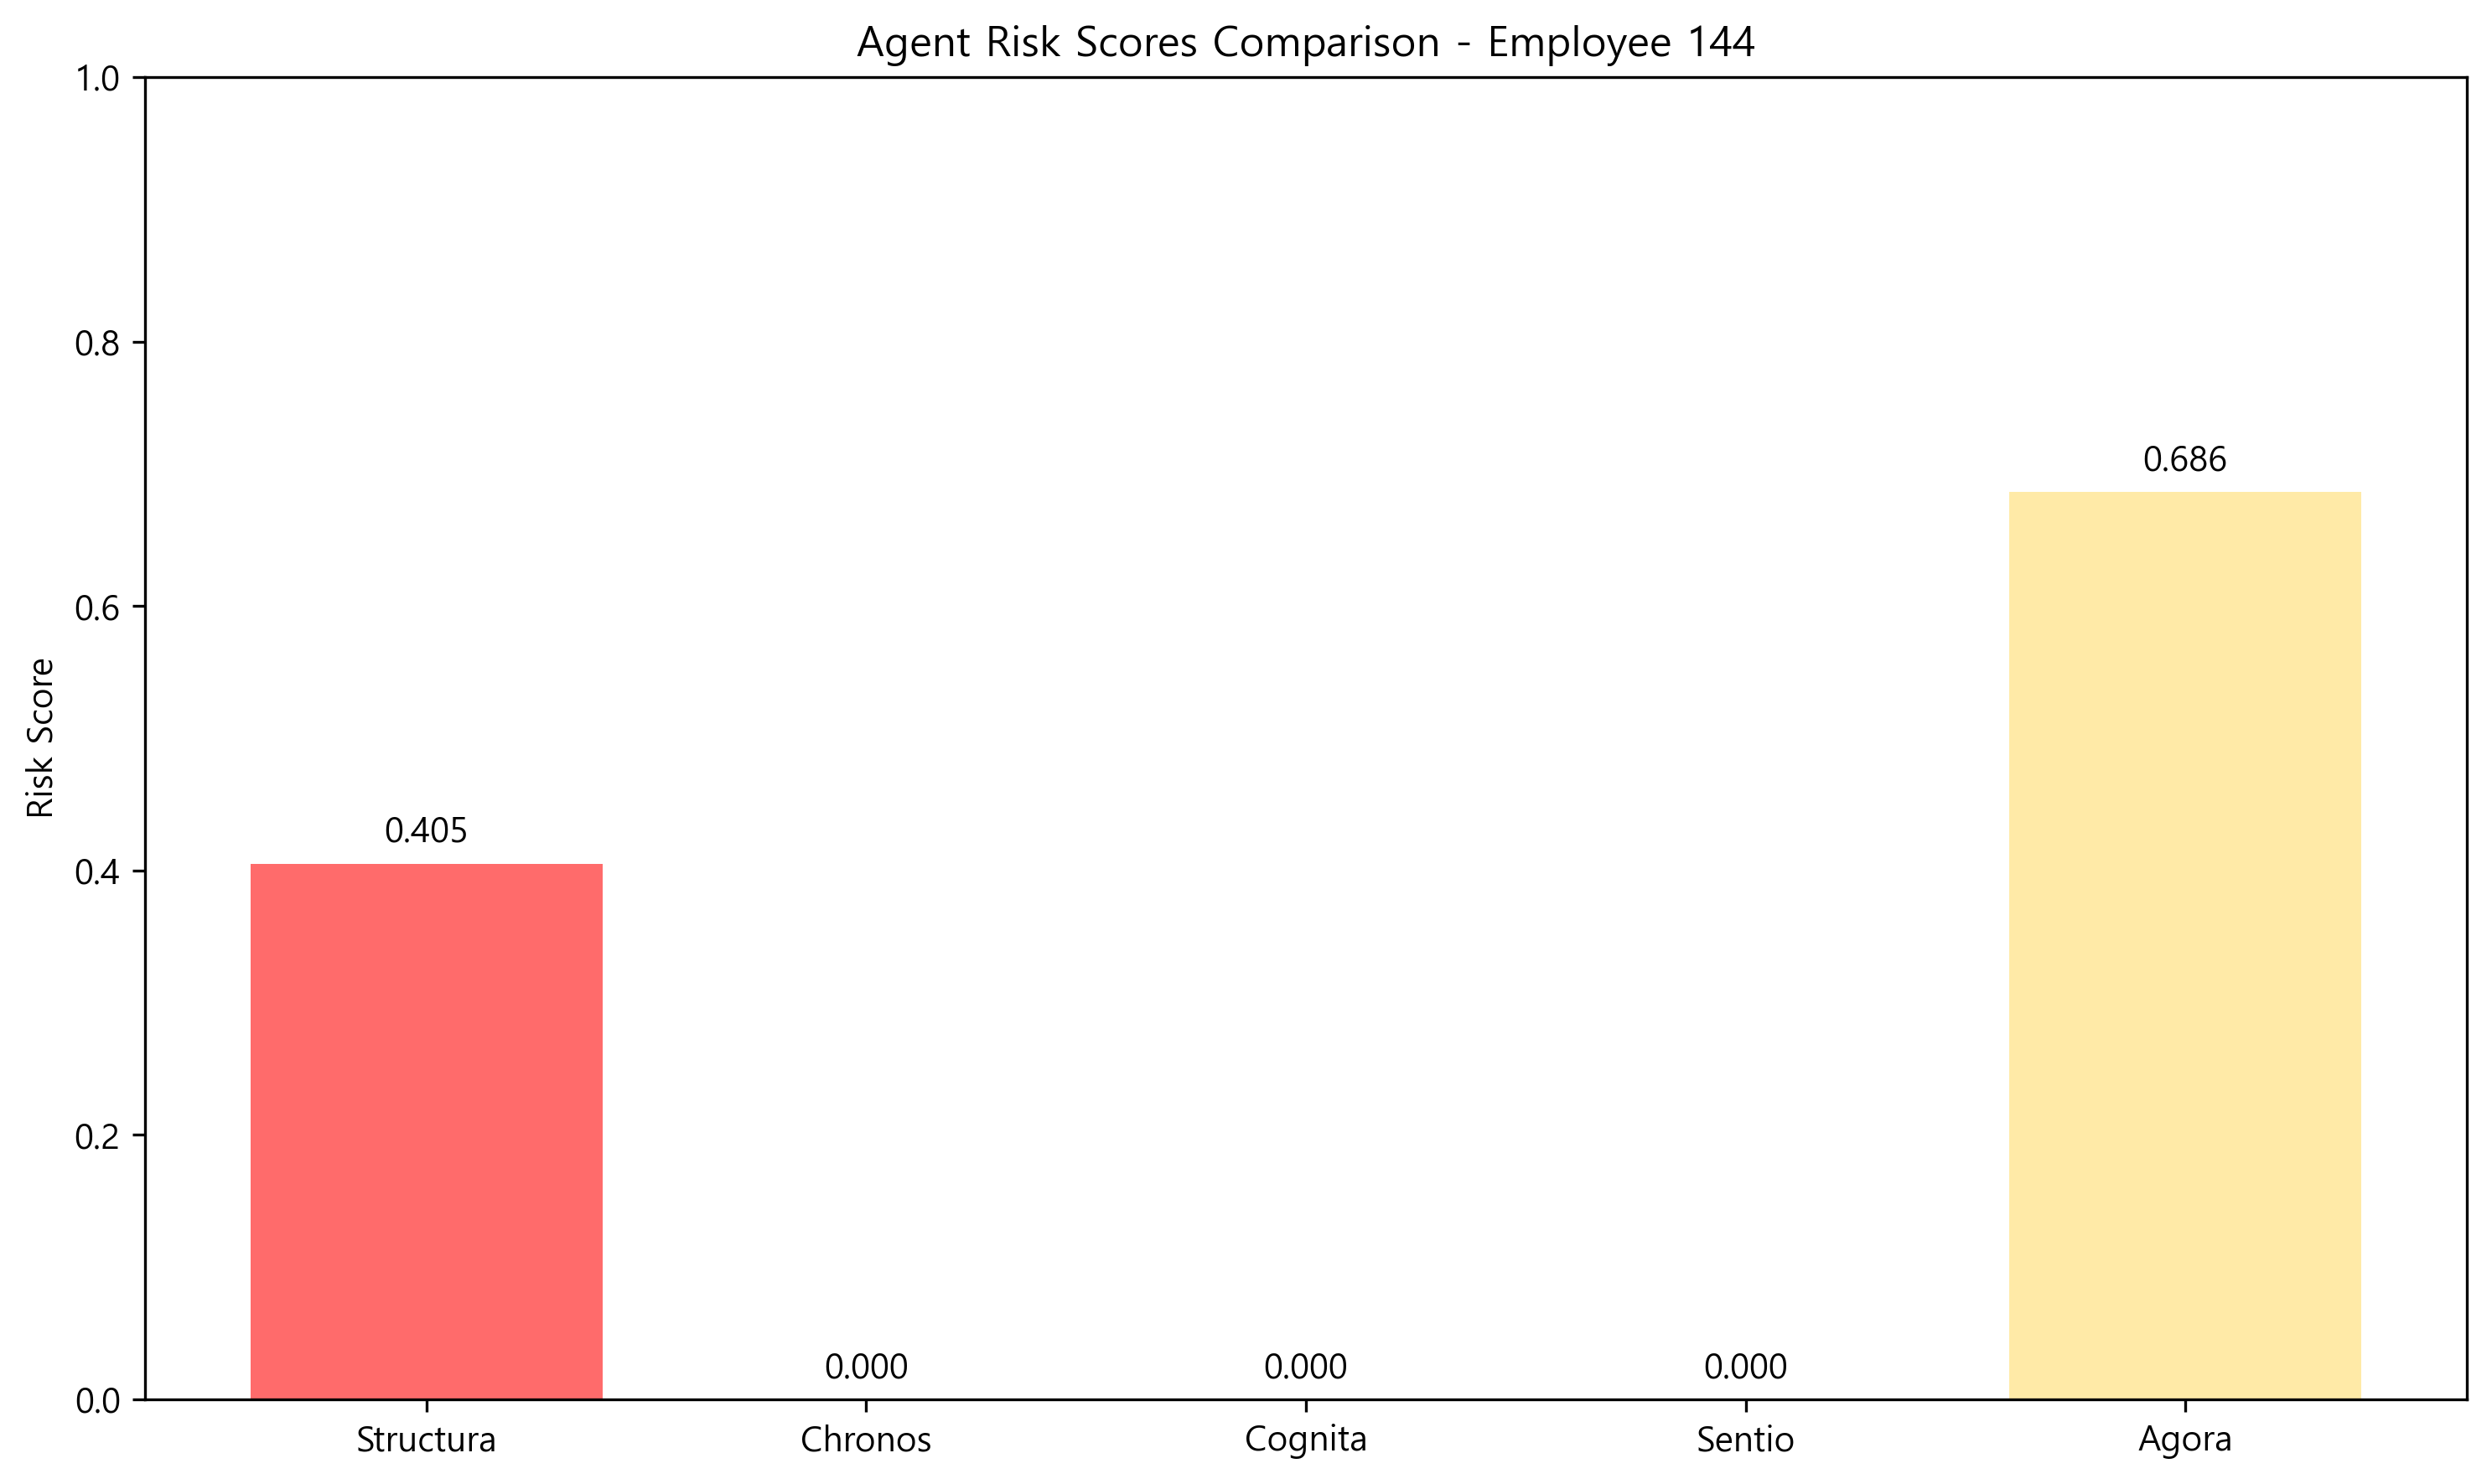 Agent Risk Scores Comparison - Employee 144
1.0
0.8
0.6
0.4
0.2
0.0
Risk Score
0.405
0.000
0.000
0.000
0.686
Structura
Chronos
Cognita
Sentio
Agora